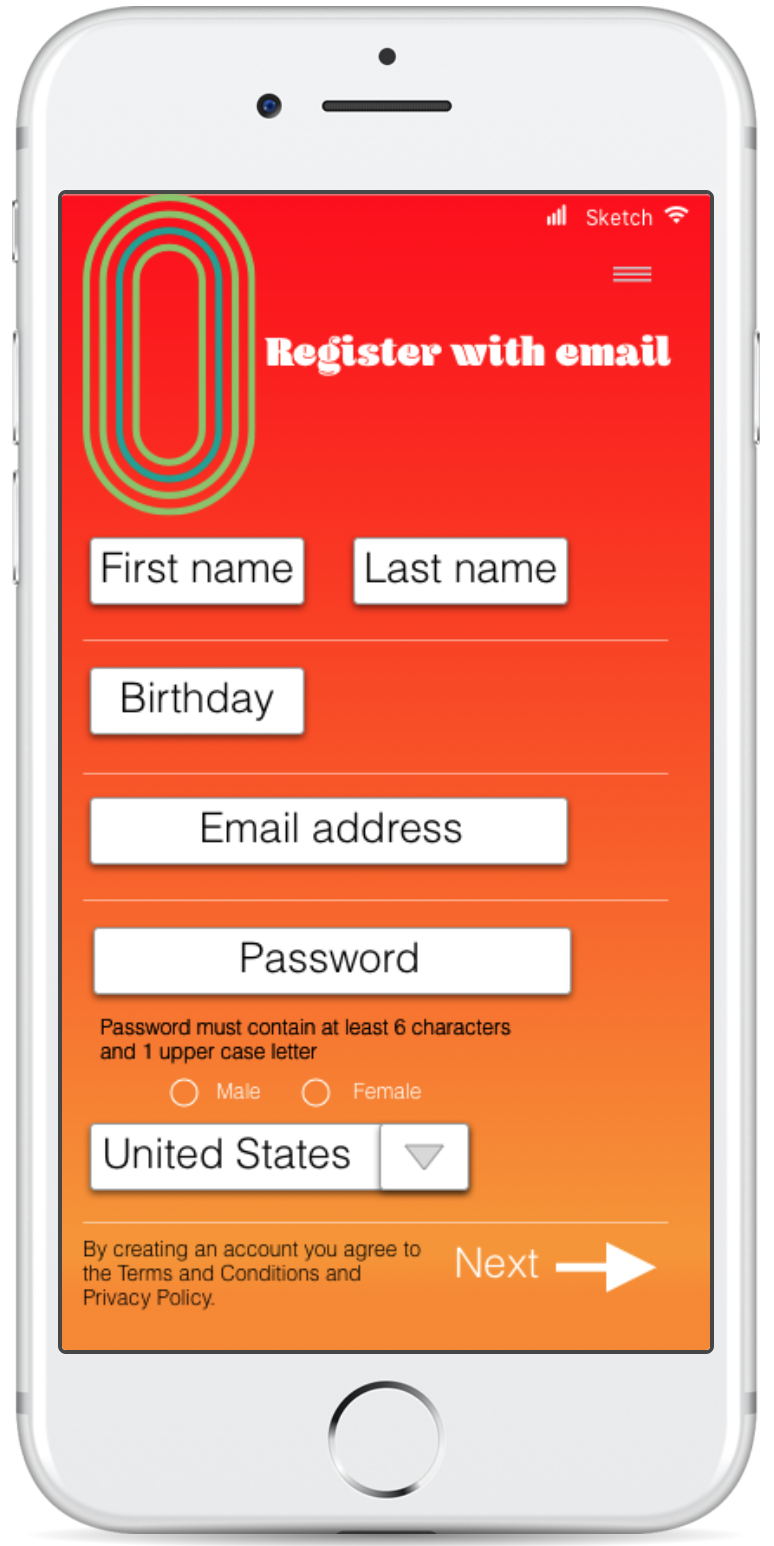 Sketch
Register with email
First name Last name
Birthday
Email address
Password
Password must contain at least 6 characters
and 1 upper case letter
Male Female
United States
By creating an account you agree to
the Terms and Conditions and
Privacy Policy.
Next